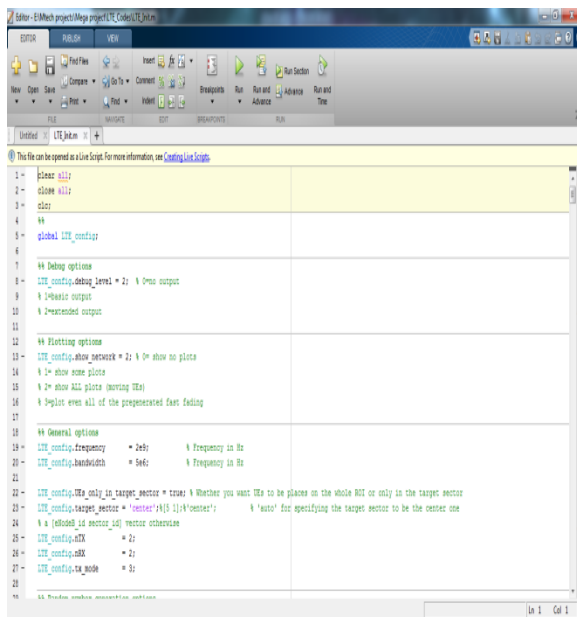 Editor - E:\Mtech projects\Mega project\LTE_Codes\LTE_Init.m
EDITOR PUBLISH VIEW
New Open Save
Find Files
Compare
Print
Go To
Find
Insert
Comment
Indent
Breakpoints
Run
Run and Advance
Run Section
Advance
Run and Time
FILE NAVIGATE EDIT BREAKPOINTS RUN
Untitled LTE_Init.m +
This file can be opened as a Live Script. For more information, see Creating Live Scripts.
1 - clear all;
2 - close all;
3 - clc;
4 %%
5 - global LTE_config;
6
7 %% Debug options
8 - LTE_config.debug_level = 2; % 0=no output
9 % 1=basic output
10 % 2=extended output
11
12 %% Plotting options
13 - LTE_config.show_network = 2; % 0= show no plots
14 % 1= show some plots
15 % 2= show ALL plots (moving UEs)
16 % 3=plot even all of the pregenerated fast fading
17
18 %% General options
19 - LTE_config.frequency = 2e9; % Frequency in Hz
20 - LTE_config.bandwidth = 5e6; % Frequency in Hz
21
22 - LTE_config.UEs_only_in_target_sector = true; % Whether you want UEs to be places on the whole ROI or only in the target sector
23 - LTE_config.target_sector = 'center';%[5 1];%'center'; % 'auto' for specifying the target sector to be the center one
24 % a [eNodeB_id sector_id] vector otherwise
25 - LTE_config.nTX = 2;
26 - LTE_config.nRX = 2;
27 - LTE_config.tx_mode = 3;
28
%% Random number generation options
Ln 1 Col 1